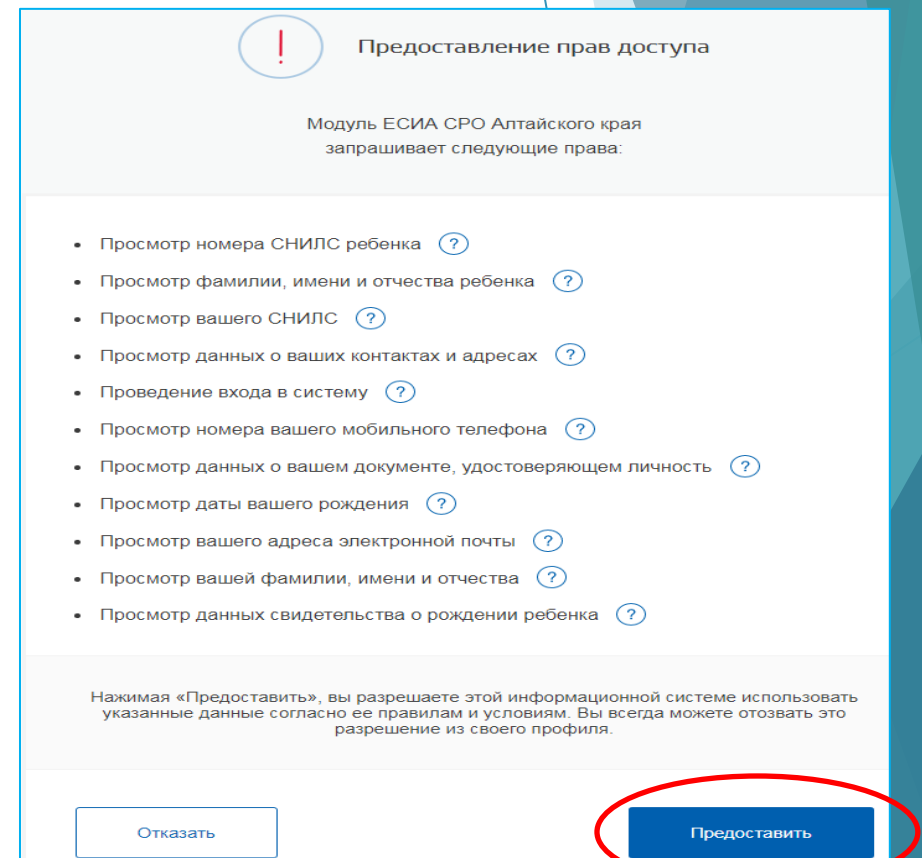 !
Предоставление прав доступа
Модуль ЕСИА СРО Алтайского края
запрашивает следующие права:
• Просмотр номера СНИЛС ребенка ?
• Просмотр фамилии, имени и отчества ребенка ?
• Просмотр вашего СНИЛС ?
• Просмотр данных о ваших контактах и адресах ?
• Проведение входа в систему ?
• Просмотр номера вашего мобильного телефона ?
• Просмотр данных о вашем документе, удостоверяющем личность ?
• Просмотр даты вашего рождения ?
• Просмотр вашего адреса электронной почты ?
• Просмотр вашей фамилии, имени и отчества ?
• Просмотр данных свидетельства о рождении ребенка ?
Нажимая «Предоставить», вы разрешаете этой информационной системе использовать
указанные данные согласно ее правилам и условиям. Вы всегда можете отозвать это
разрешение из своего профиля.
Отказать
Предоставить